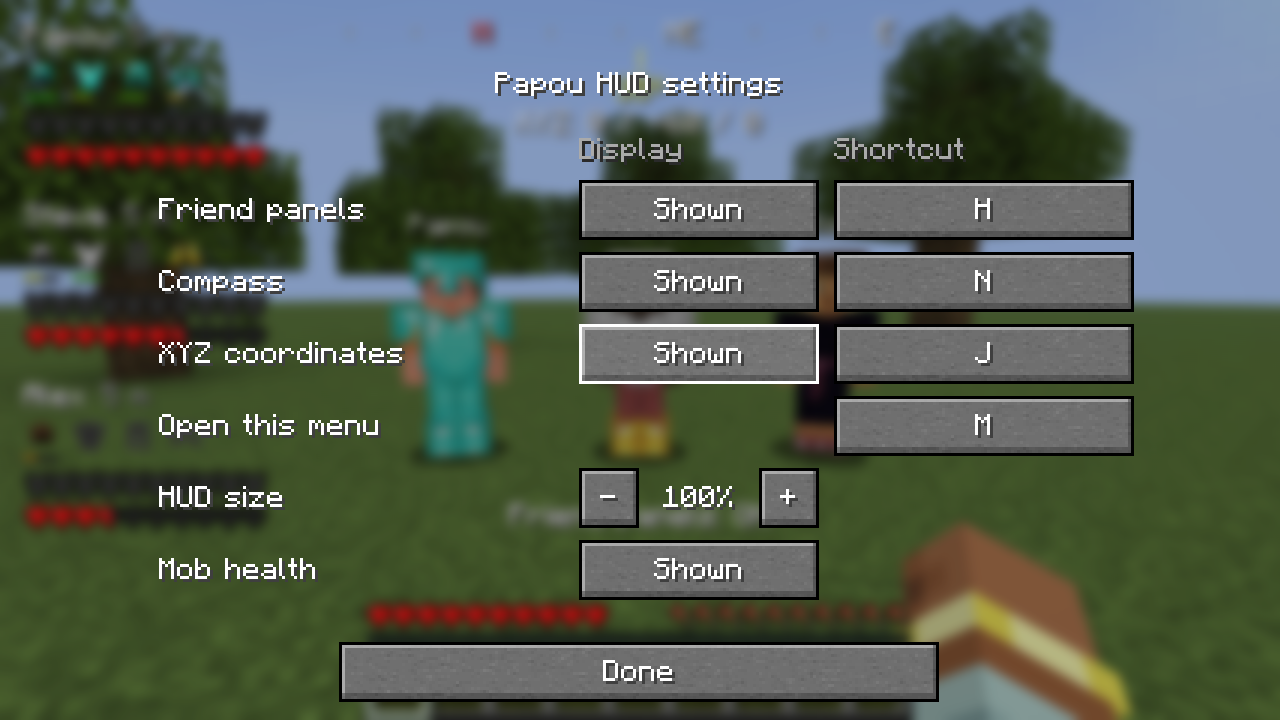 Papou HUD settings
Display Shortcut
Friend panels Shown H
Compass Shown N
XYZ coordinates Shown J
Open this menu M
HUD size - 100% +
Mob health Shown
Done